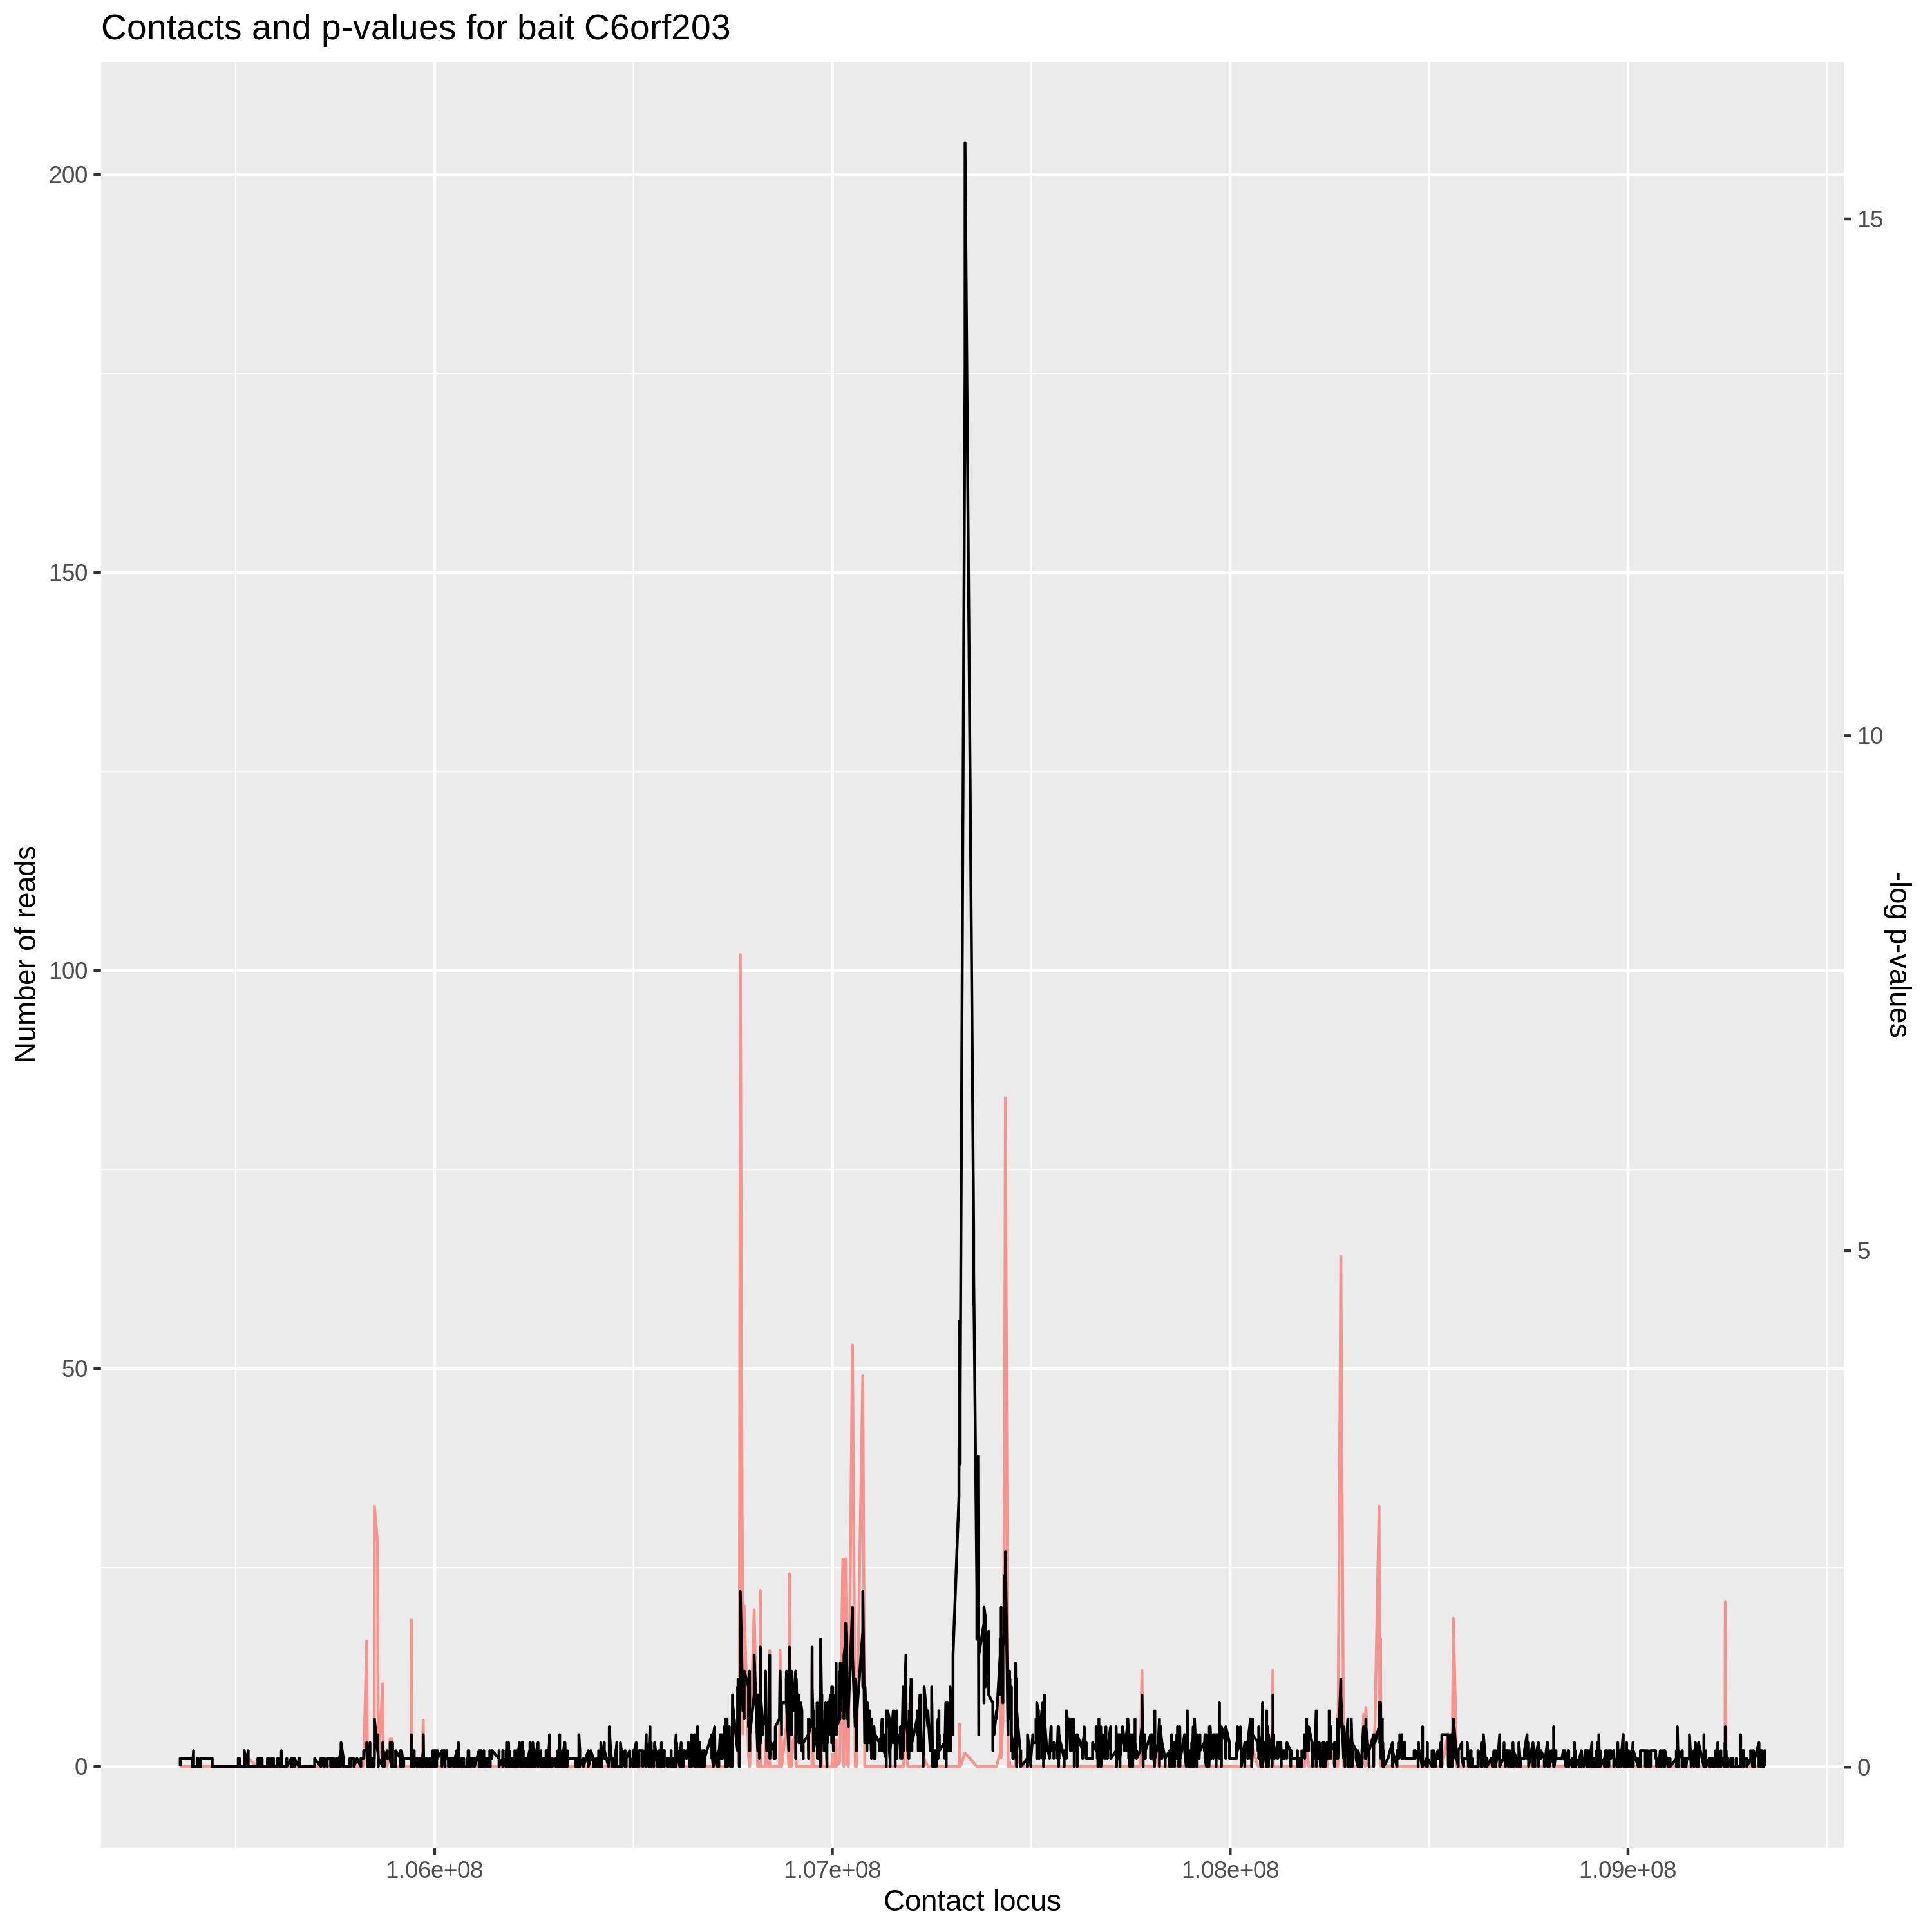 Contacts and p-values for bait C6orf203
200
150
100
50
0
Number of reads
15
10
5
0
-log p-values
1.06e+08
1.07e+08
1.08e+08
1.09e+08
Contact locus